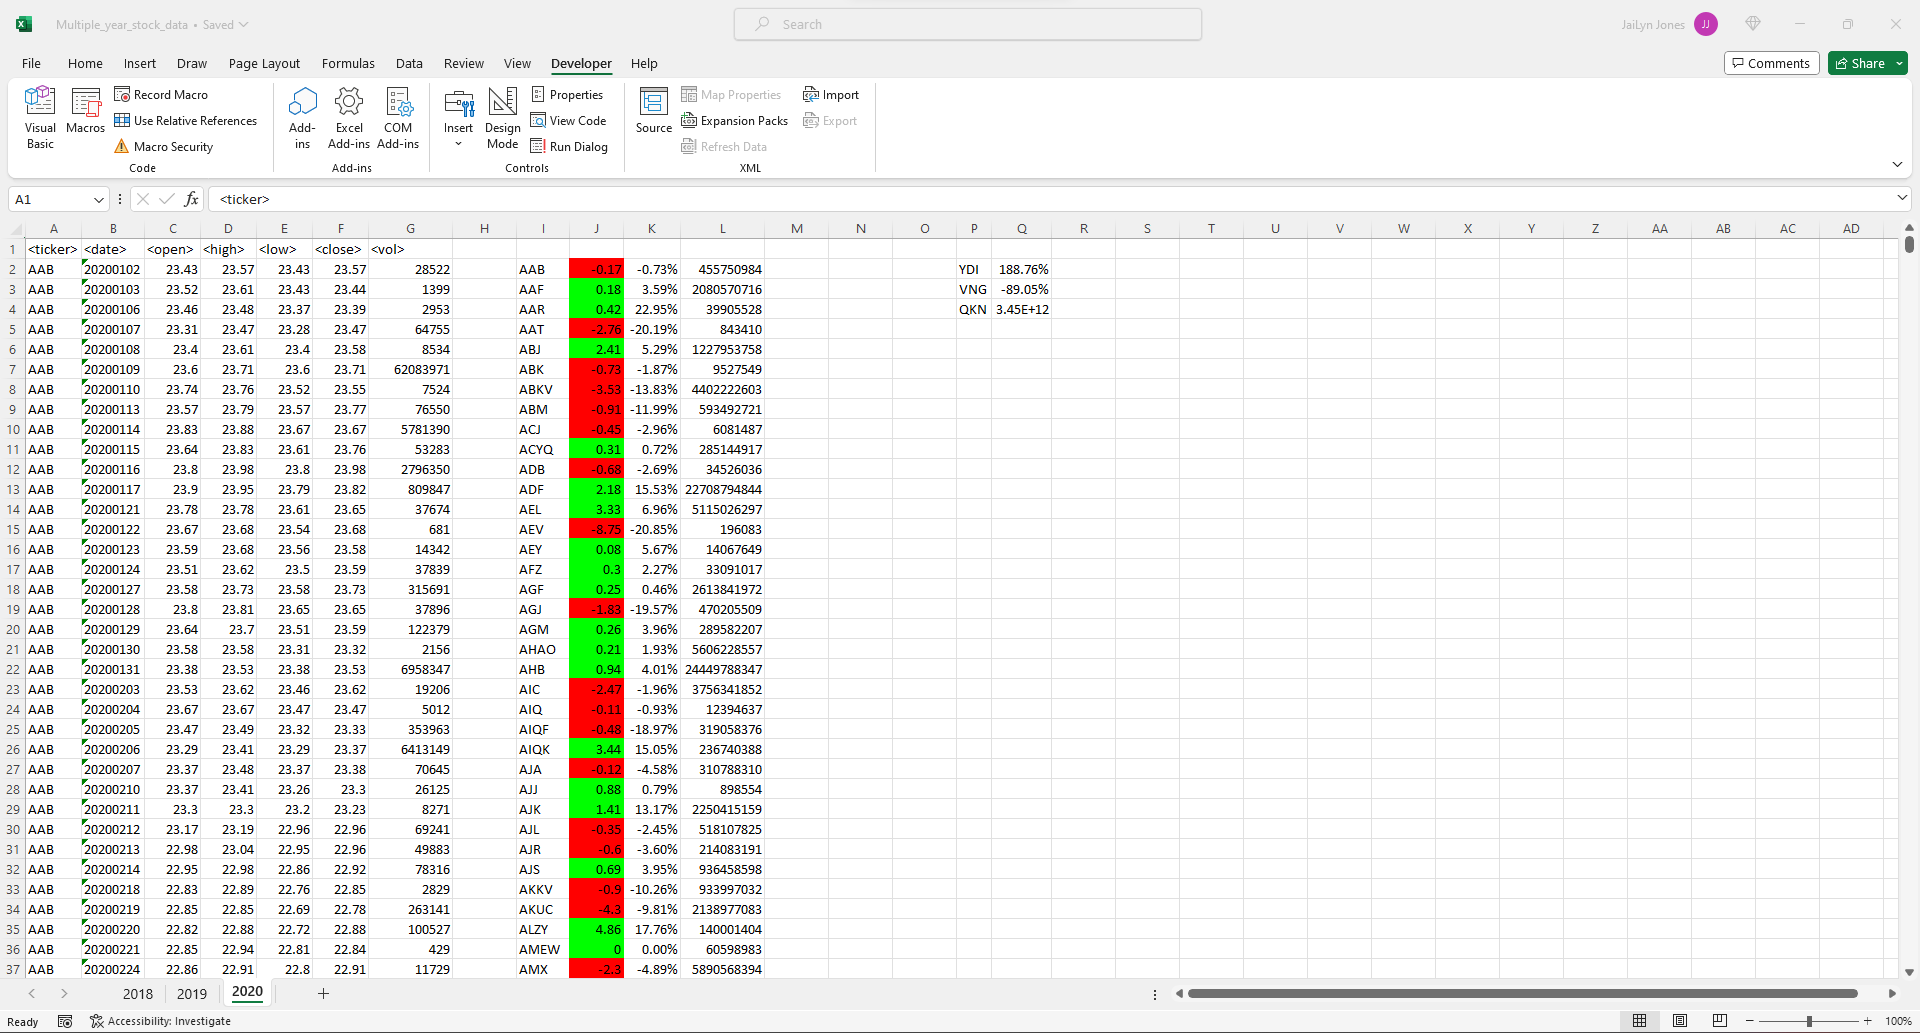 Multiple_year_stock_data • Saved
Search
JaiLyn Jones JJ
File Home Insert Draw Page Layout Formulas Data Review View Developer Help
Comments Share
Visual Basic
Macros
Record Macro
Use Relative References
Macro Security
Code
Add-ins
Excel Add-ins
COM Add-ins
Add-ins
Insert
Design Mode
Properties
View Code
Run Dialog
Controls
Source
Map Properties
Expansion Packs
Refresh Data
Import
Export
XML
A1 fx <ticker>
A B C D E F G H I J K L M N O P Q R S T U V W X Y Z AA AB AC AD
1 <ticker> <date> <open> <high> <low> <close> <vol>
2 AAB 20200102 23.43 23.57 23.43 23.57 28522 AAB -0.17 -0.73% 455750984 YDI 188.76%
3 AAB 20200103 23.52 23.61 23.43 23.44 1399 AAF 0.18 3.59% 2080570716 VNG -89.05%
4 AAB 20200106 23.46 23.48 23.37 23.39 2953 AAR 0.42 22.95% 39905528 QKN 3.45E+12
5 AAB 20200107 23.31 23.47 23.28 23.47 64755 AAT -2.76 -20.19% 843410
6 AAB 20200108 23.4 23.61 23.4 23.58 8534 ABJ 2.41 5.29% 1227953758
7 AAB 20200109 23.6 23.71 23.6 23.71 62083971 ABK -0.73 -1.87% 9527549
8 AAB 20200110 23.74 23.76 23.52 23.55 7524 ABKV -3.53 -13.83% 4402222603
9 AAB 20200113 23.57 23.79 23.57 23.77 76550 ABM -0.91 -11.99% 593492721
10 AAB 20200114 23.83 23.88 23.67 23.67 5781390 ACJ -0.45 -2.96% 6081487
11 AAB 20200115 23.64 23.83 23.61 23.76 53283 ACYQ 0.31 0.72% 285144917
12 AAB 20200116 23.8 23.98 23.8 23.98 2796350 ADB -0.68 -2.69% 34526036
13 AAB 20200117 23.9 23.95 23.79 23.82 809847 ADF 2.18 15.53% 22708794844
14 AAB 20200121 23.78 23.78 23.61 23.65 37674 AEL 3.33 6.96% 5115026297
15 AAB 20200122 23.67 23.68 23.54 23.68 681 AEV -8.75 -20.85% 196083
16 AAB 20200123 23.59 23.68 23.56 23.58 14342 AEY 0.08 5.67% 14067649
17 AAB 20200124 23.51 23.62 23.5 23.59 37839 AFZ 0.3 2.27% 33091017
18 AAB 20200127 23.58 23.73 23.58 23.73 315691 AGF 0.25 0.46% 2613841972
19 AAB 20200128 23.8 23.81 23.65 23.65 37896 AGJ -1.83 -19.57% 470205509
20 AAB 20200129 23.64 23.7 23.51 23.59 122379 AGM 0.26 3.96% 289582207
21 AAB 20200130 23.58 23.58 23.31 23.32 2156 AHAO 0.21 1.93% 5606228557
22 AAB 20200131 23.38 23.53 23.38 23.53 6958347 AHB 0.94 4.01% 24449788347
23 AAB 20200203 23.53 23.62 23.46 23.62 19206 AIC -2.47 -1.96% 3756341852
24 AAB 20200204 23.67 23.67 23.47 23.47 5012 AIQ -0.11 -0.93% 12394637
25 AAB 20200205 23.47 23.49 23.32 23.33 353963 AIQF -0.48 -18.97% 319058376
26 AAB 20200206 23.29 23.41 23.29 23.37 6413149 AIQK 3.44 15.05% 236740388
27 AAB 20200207 23.37 23.48 23.37 23.38 70645 AJA -0.12 -4.58% 310788310
28 AAB 20200210 23.37 23.41 23.26 23.3 26125 AJJ 0.88 0.79% 898554
29 AAB 20200211 23.3 23.3 23.2 23.23 8271 AJK 1.41 13.17% 2250415159
30 AAB 20200212 23.17 23.19 22.96 22.96 69241 AJL -0.35 -2.45% 518107825
31 AAB 20200213 22.98 23.04 22.95 22.96 49883 AJR -0.6 -3.60% 214083191
32 AAB 20200214 22.95 22.98 22.86 22.92 78316 AJS 0.69 3.95% 936458598
33 AAB 20200218 22.83 22.89 22.76 22.85 2829 AKKV -0.9 -10.26% 933997032
34 AAB 20200219 22.85 22.85 22.69 22.78 263141 AKUC -4.3 -9.81% 2138977083
35 AAB 20200220 22.82 22.88 22.72 22.88 100527 ALZY 4.86 17.76% 140001404
36 AAB 20200221 22.85 22.94 22.81 22.84 429 AMEW 0 0.00% 60598983
37 AAB 20200224 22.86 22.91 22.8 22.91 11729 AMX -2.3 -4.89% 5890568394
2018 2019 2020
Ready Accessibility: Investigate 100%